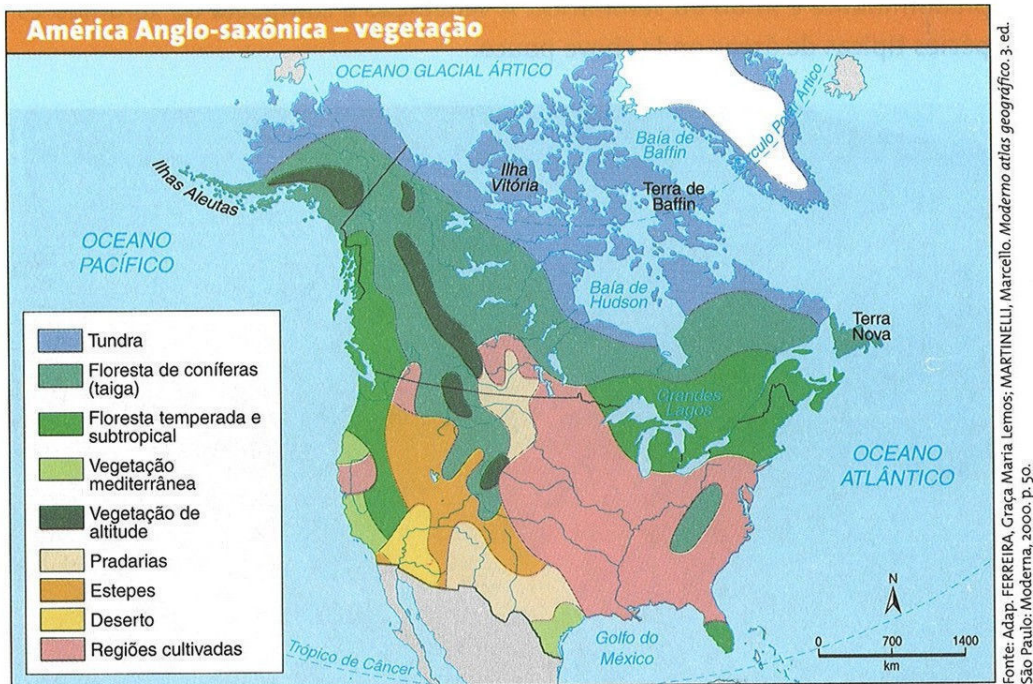 América Anglo-saxônica – vegetação
OCEANO GLACIAL ÁRTICO
Círculo Polar Ártico
Baía de
Baffin
Ilha
Vitória
Terra de
Baffin
Ilhas Aleutas
OCEANO
PACÍFICO
Baía de
Hudson
Terra
Nova
Grandes
Lagos
OCEANO
ATLÂNTICO
Tundra
Floresta de coníferas
(taiga)
Floresta temperada e
subtropical
Vegetação
mediterrânea
Vegetação de
altitude
Pradarias
Estepes
Deserto
Regiões cultivadas
Trópico de Câncer
Golfo do
México
N
0 700 1400
km
Fonte: Adap. FERREIRA, Graça Maria Lemos; MARTINELLI, Marcello. Moderno atlas geográfico. 3. ed.
São Paulo: Moderna, 2000. p. 50.